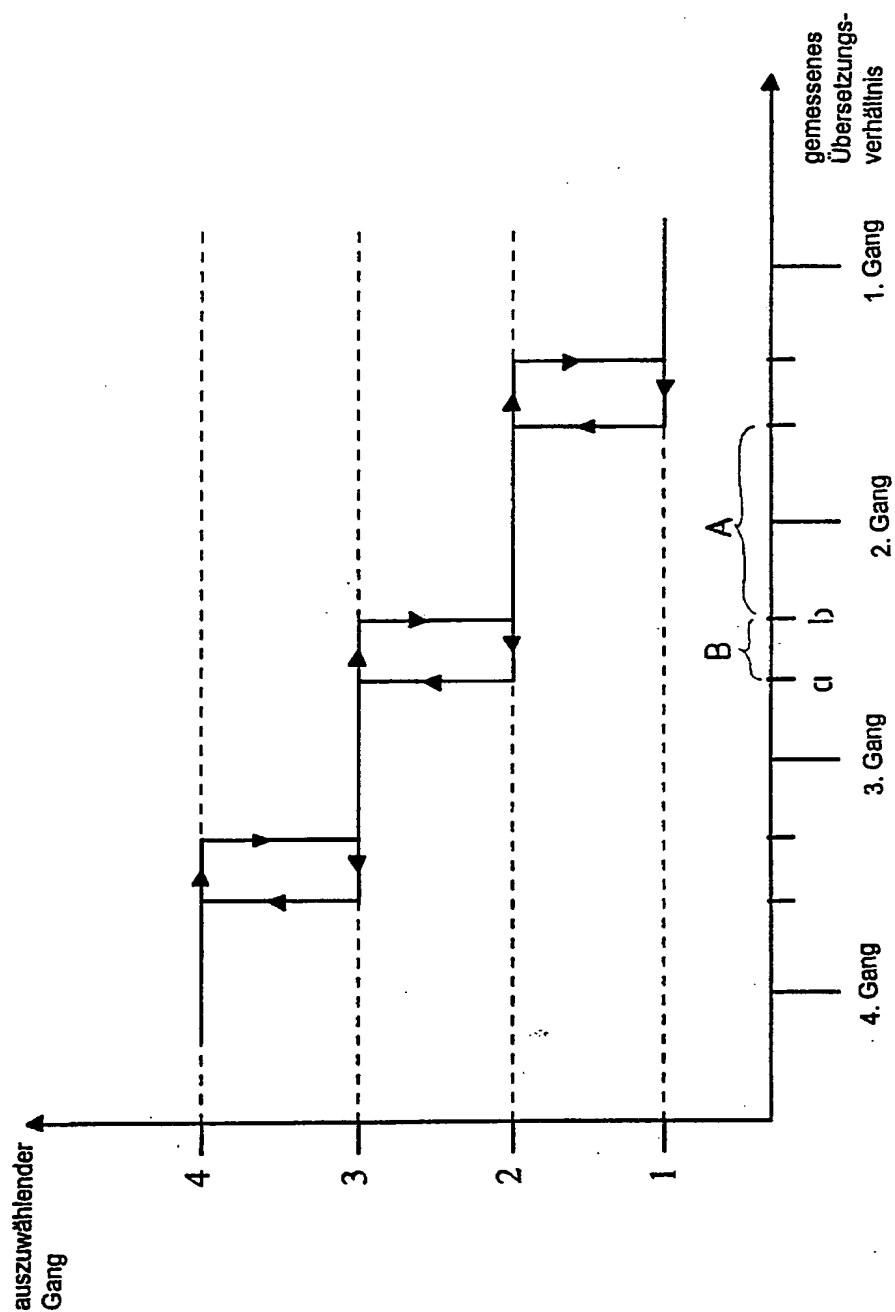 auszuwählender
Gang
4
3
2
1
B
A
a
b
4. Gang
3. Gang
2. Gang
1. Gang
gemessenes
Übersetzungs-
verhältnis